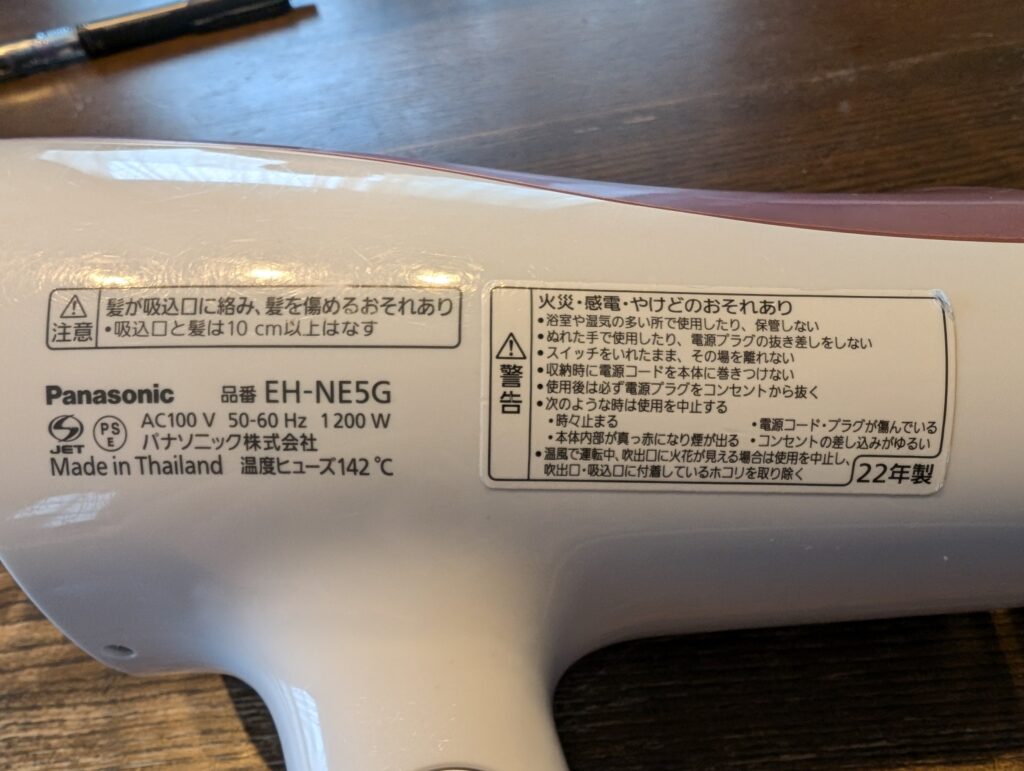 注意
髪が吸込口に絡み、髪を傷めるおそれあり
・吸込口と髪は10 cm以上はなす
Panasonic 品番 EH-NE5G
JET PSE AC100 V 50-60 Hz 1 200 W
パナソニック株式会社
Made in Thailand 温度ヒューズ142 ℃
警告
火災・感電・やけどのおそれあり
•浴室や湿気の多い所で使用したり、保管しない
•ぬれた手で使用したり、電源プラグの抜き差しをしない
•スイッチをいれたまま、その場を離れない
•収納時に電源コードを本体に巻きつけない
•使用後は必ず電源プラグをコンセントから抜く
•次のような時は使用を中止する
•時々止まる •電源コード・プラグが傷んでいる
•本体内部が真っ赤になり煙が出る •コンセントの差し込みがゆるい
•温風で運転中、吹出口に火花が見える場合は使用を中止し、
吹出口・吸込口に付着しているホコリを取り除く
22年製